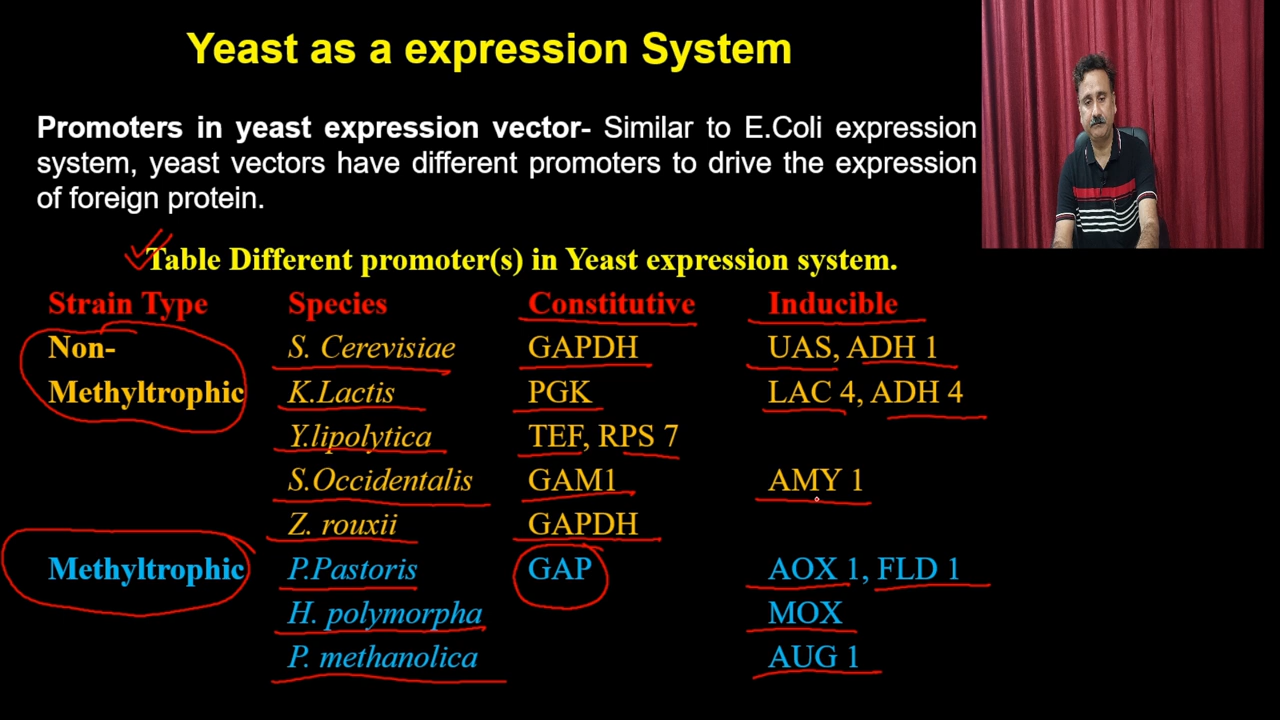 Yeast as a expression System
Promoters in yeast expression vector- Similar to E.Coli expression
system, yeast vectors have different promoters to drive the expression
of foreign protein.
Table Different promoter(s) in Yeast expression system.
Strain Type Species Constitutive Inducible
Non- S. Cerevisiae GAPDH UAS, ADH 1
Methyltrophic K.Lactis PGK LAC 4, ADH 4
Y.lipolytica TEF, RPS 7
S.Occidentalis GAM1 AMY 1
Z. rouxii GAPDH
Methyltrophic P.Pastoris GAP AOX 1, FLD 1
H. polymorpha MOX
P. methanolica AUG 1